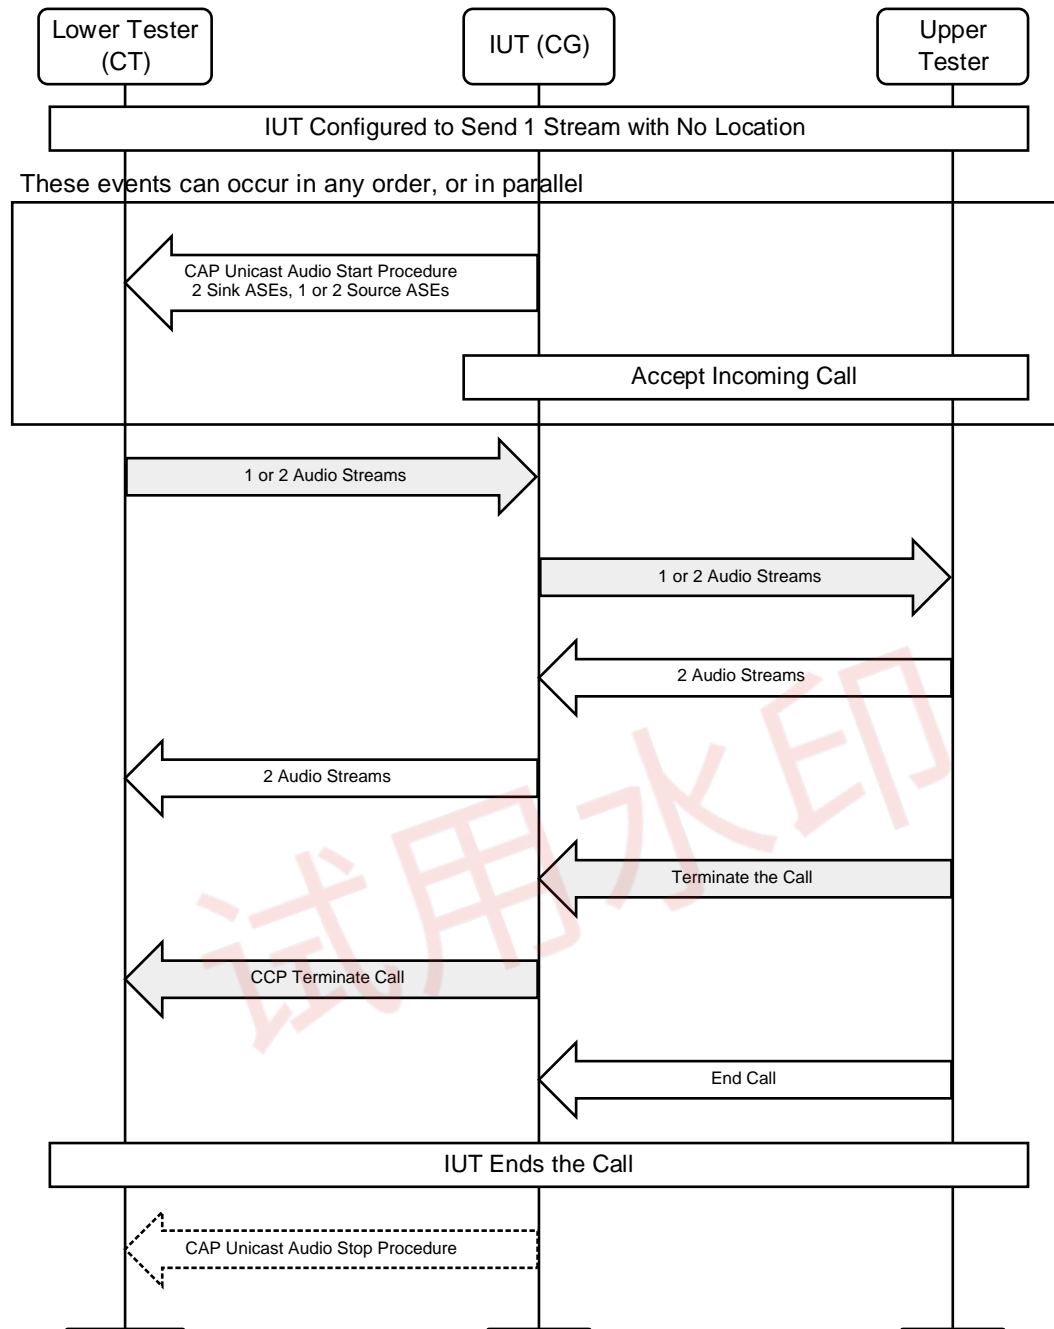 Lower Tester
(CT)
IUT (CG)
Upper
Tester
IUT Configured to Send 1 Stream with No Location
These events can occur in any order, or in parallel
CAP Unicast Audio Start Procedure
2 Sink ASEs, 1 or 2 Source ASEs
Accept Incoming Call
1 or 2 Audio Streams
1 or 2 Audio Streams
2 Audio Streams
2 Audio Streams
Terminate the Call
CCP Terminate Call
End Call
IUT Ends the Call
CAP Unicast Audio Stop Procedure
试用水印